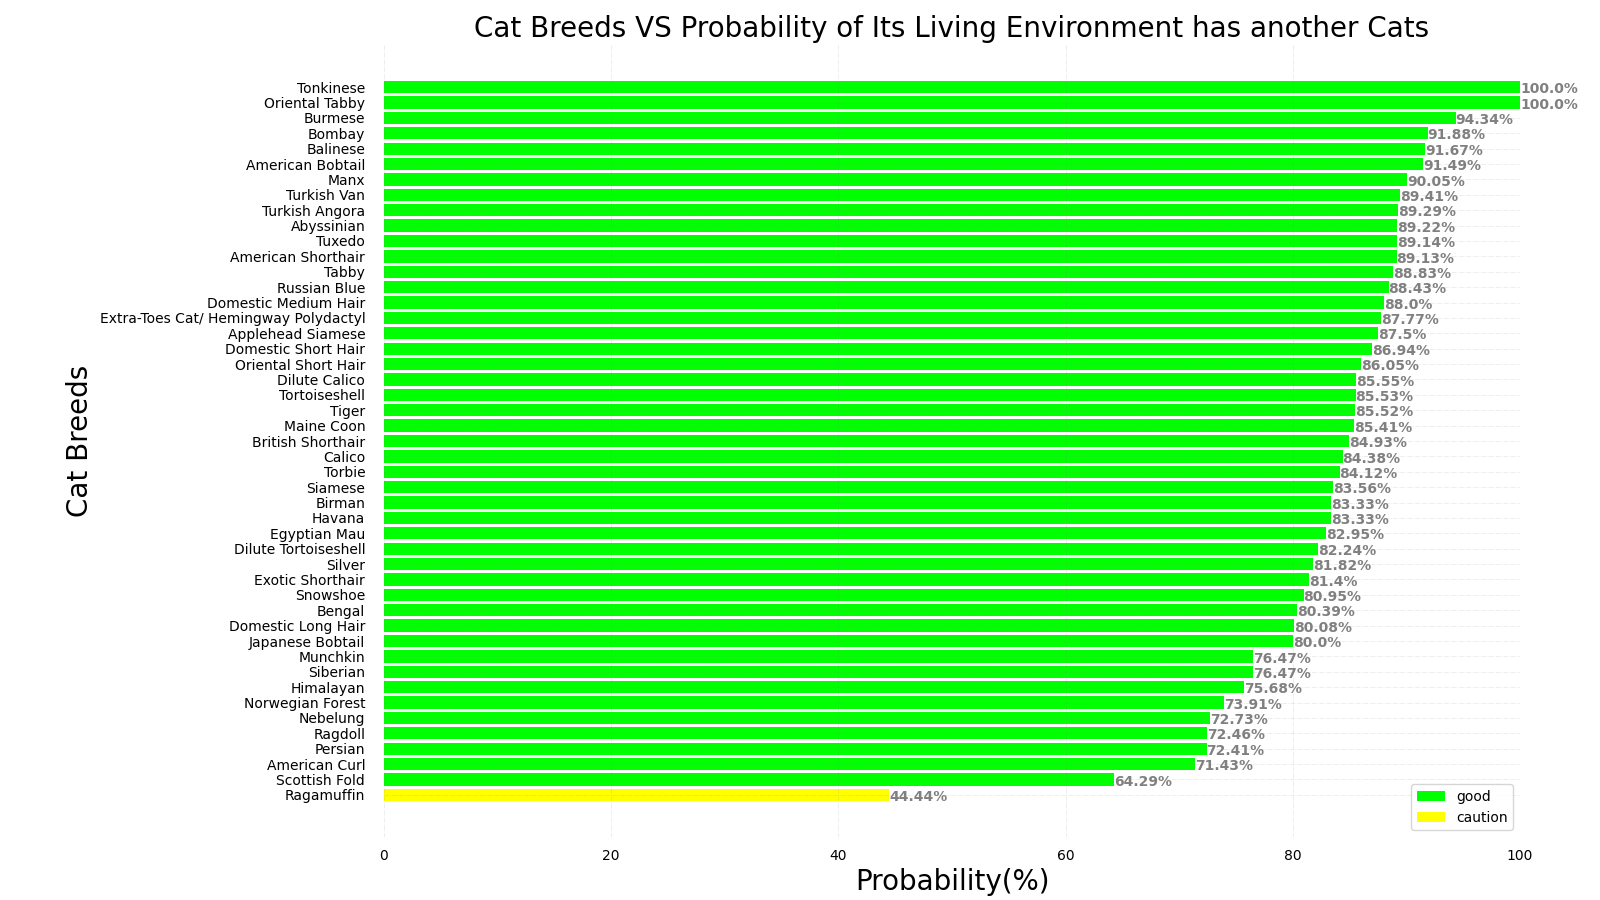 Cat Breeds VS Probability of Its Living Environment has another Cats
Cat Breeds
Tonkinese 100.0%
Oriental Tabby 100.0%
Burmese 94.34%
Bombay 91.88%
Balinese 91.67%
American Bobtail 91.49%
Manx 90.05%
Turkish Van 89.41%
Turkish Angora 89.29%
Abyssinian 89.22%
Tuxedo 89.14%
American Shorthair 89.13%
Tabby 88.83%
Russian Blue 88.43%
Domestic Medium Hair 88.0%
Extra-Toes Cat/ Hemingway Polydactyl 87.77%
Applehead Siamese 87.5%
Domestic Short Hair 86.94%
Oriental Short Hair 86.05%
Dilute Calico 85.55%
Tortoiseshell 85.53%
Tiger 85.52%
Maine Coon 85.41%
British Shorthair 84.93%
Calico 84.38%
Torbie 84.12%
Siamese 83.56%
Birman 83.33%
Havana 83.33%
Egyptian Mau 82.95%
Dilute Tortoiseshell 82.24%
Silver 81.82%
Exotic Shorthair 81.4%
Snowshoe 80.95%
Bengal 80.39%
Domestic Long Hair 80.08%
Japanese Bobtail 80.0%
Munchkin 76.47%
Siberian 76.47%
Himalayan 75.68%
Norwegian Forest 73.91%
Nebelung 72.73%
Ragdoll 72.46%
Persian 72.41%
American Curl 71.43%
Scottish Fold 64.29%
Ragamuffin 44.44%
good
caution
0 20 40 60 80 100
Probability(%)